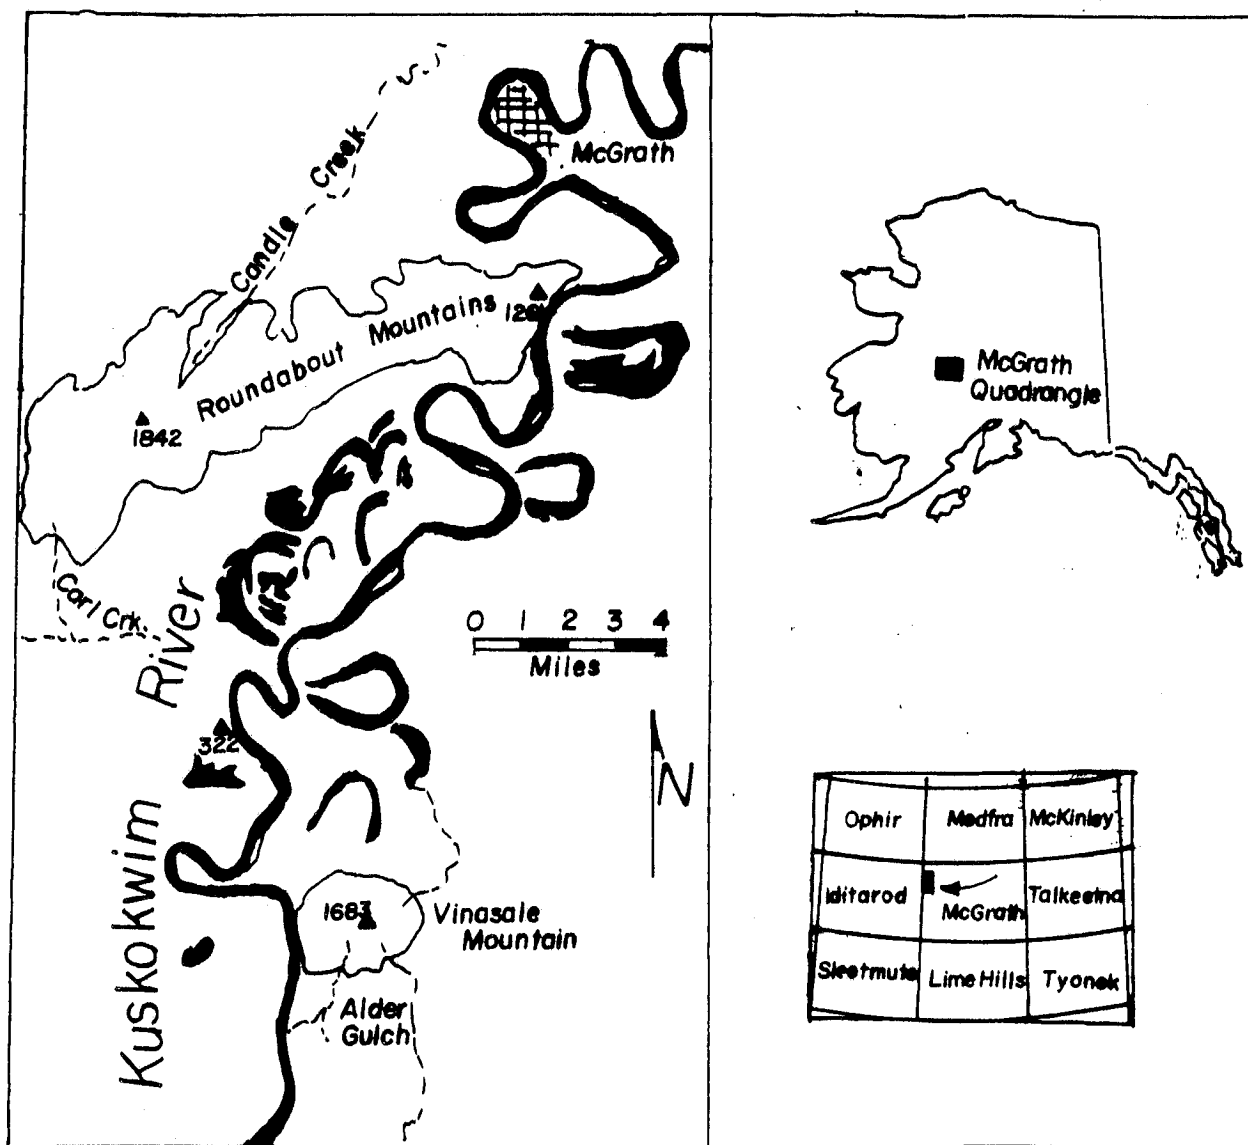 McGrath
Candle Creek
Roundabout Mountains
1842
Carl Crk.
0 1 2 3 4
Miles
River
322
N
Kuskokwim
1683
Vinasale
Mountain
Alder
Gulch
McGrath
Quadrangle
Ophir Medfra McKinley
Iditarod McGrath Talkeetna
Sleetmute Lime Hills Tyonek